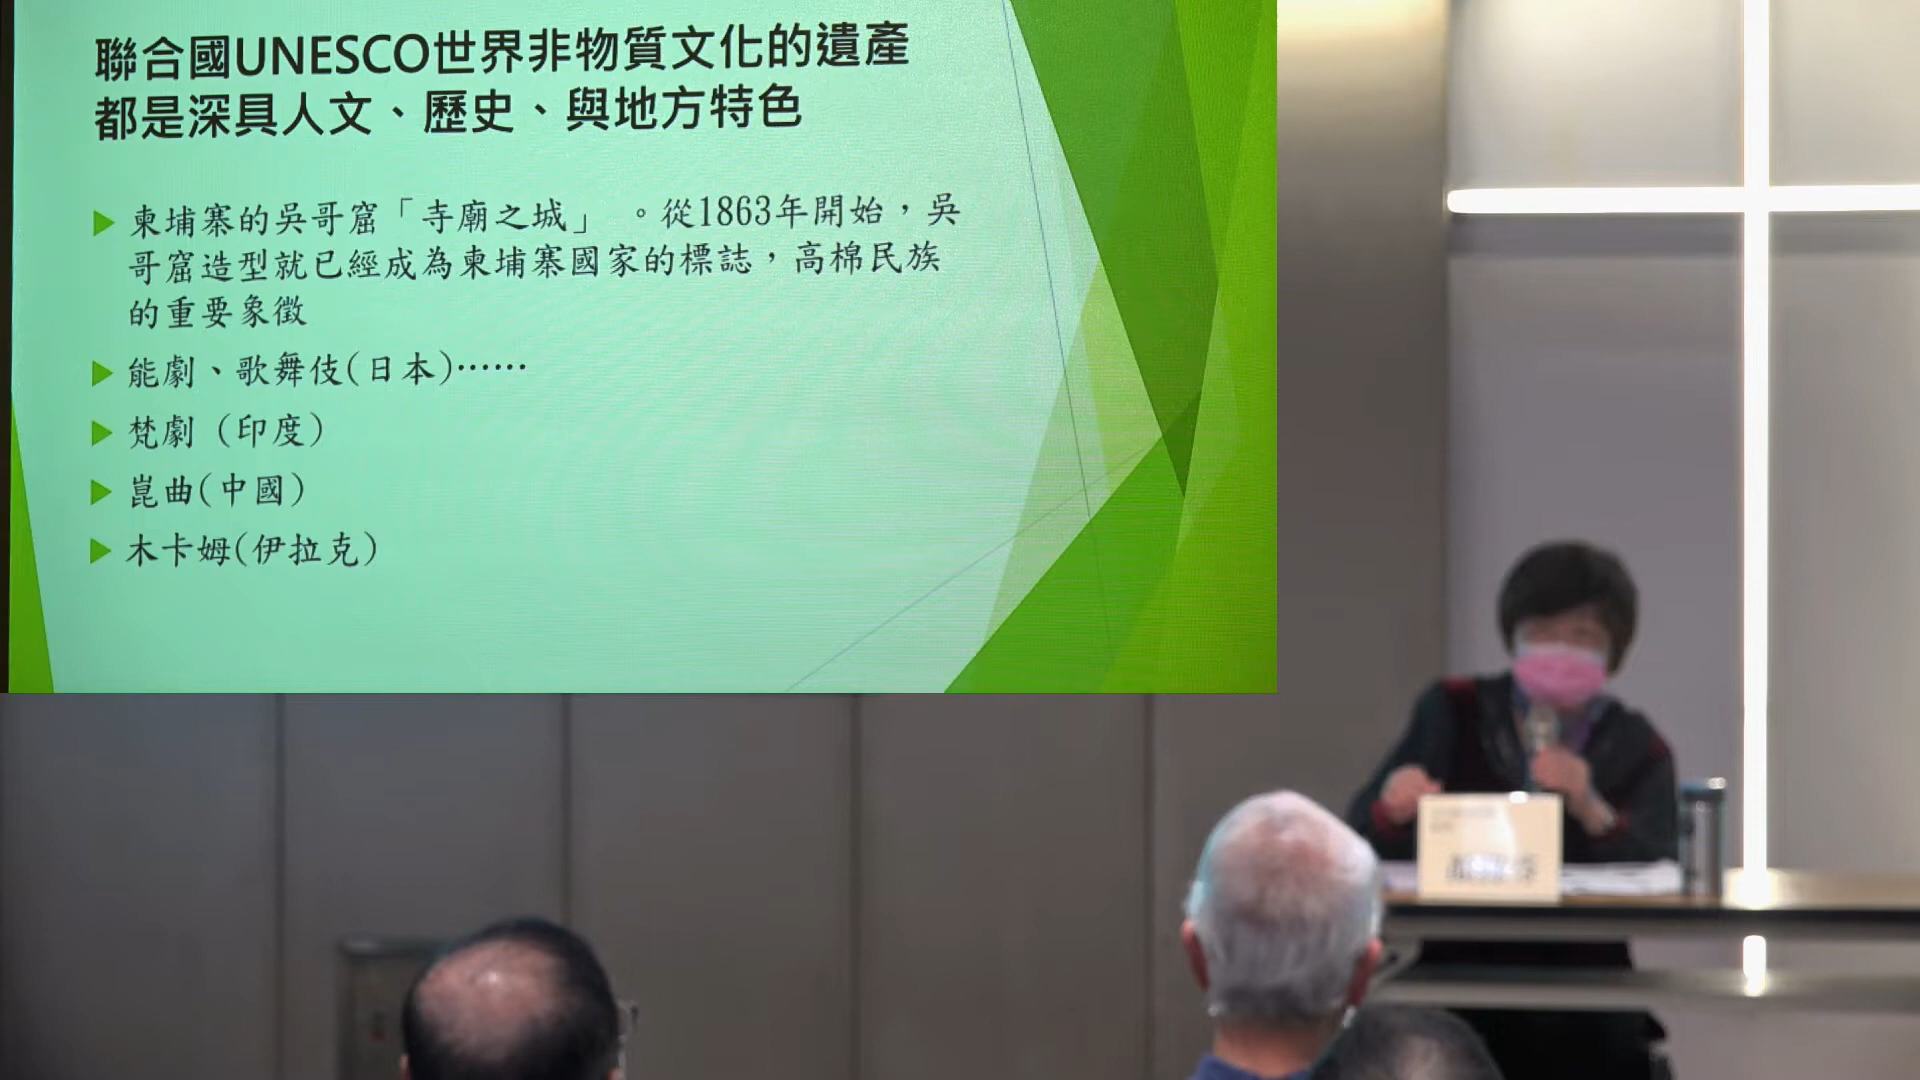 聯合國UNESCO世界非物質文化的遺產
都是深具人文、歷史、與地方特色
柬埔寨的吳哥窟「寺廟之城」 。從1863年開始，吳
哥窟造型就已經成為柬埔寨國家的標誌，高棉民族
的重要象徵
能劇、歌舞伎(日本)……
梵劇（印度）
崑曲(中國)
木卡姆(伊拉克)